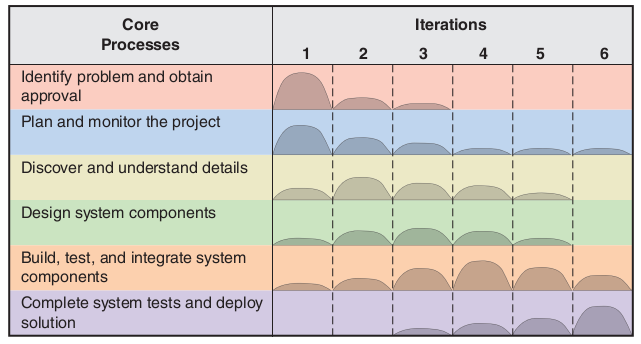 Core
Processes
Iterations
1 2 3 4 5 6
Identify problem and obtain
approval
Plan and monitor the project
Discover and understand details
Design system components
Build, test, and integrate system
components
Complete system tests and deploy
solution